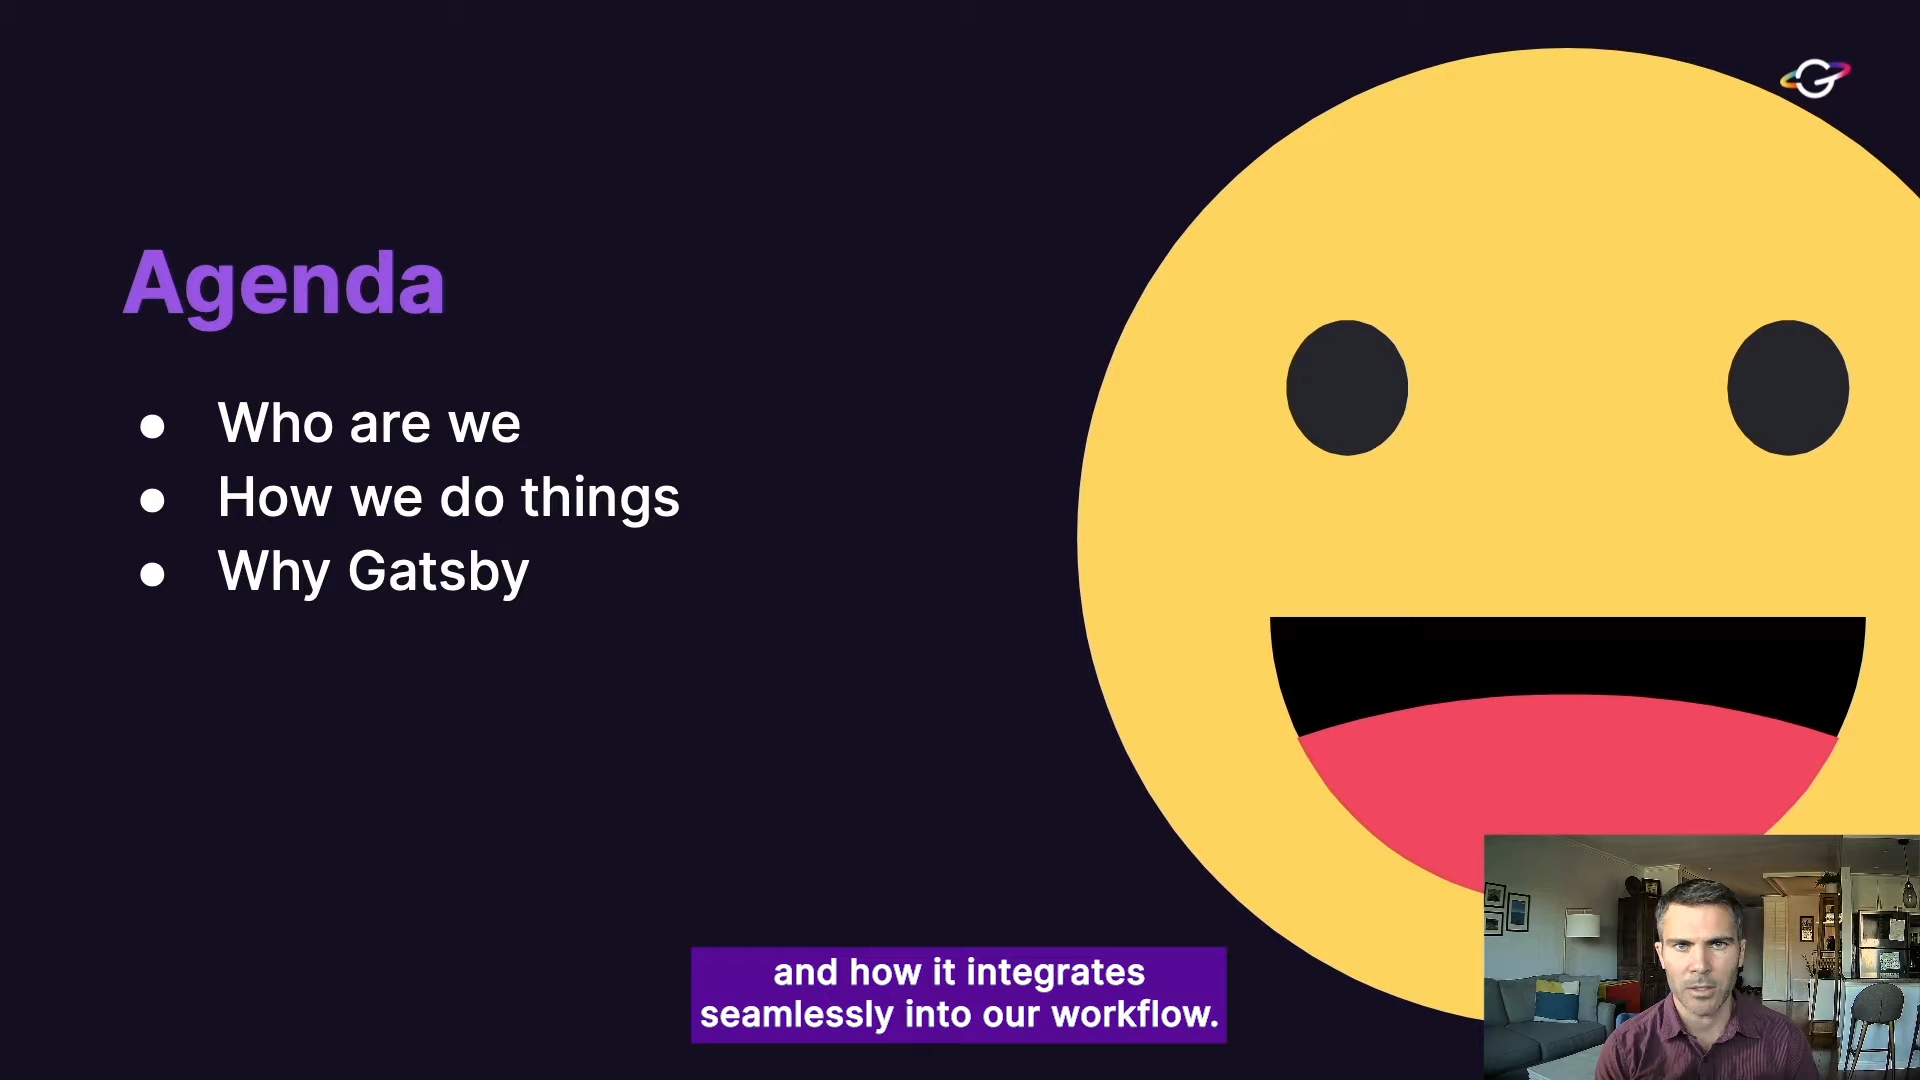 Agenda
● Who are we
● How we do things
● Why Gatsby
and how it integrates
seamlessly into our workflow.